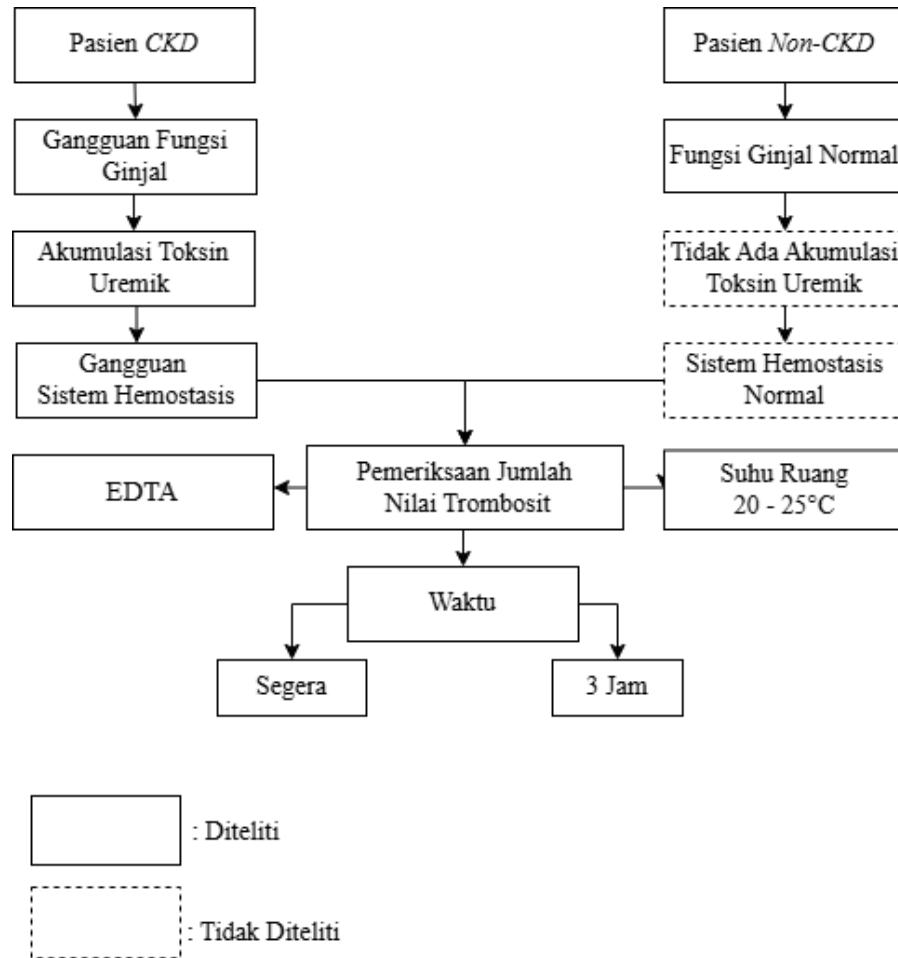 Pasien CKD
Pasien Non-CKD
Gangguan Fungsi
Ginjal
Fungsi Ginjal Normal
Akumulasi Toksin
Uremik
Tidak Ada Akumulasi
Toksin Uremik
Gangguan
Sistem Hemostasis
Sistem Hemostasis
Normal
EDTA
Pemeriksaan Jumlah
Nilai Trombosit
Suhu Ruang
20 - 25°C
Waktu
Segera
3 Jam
: Diteliti
: Tidak Diteliti